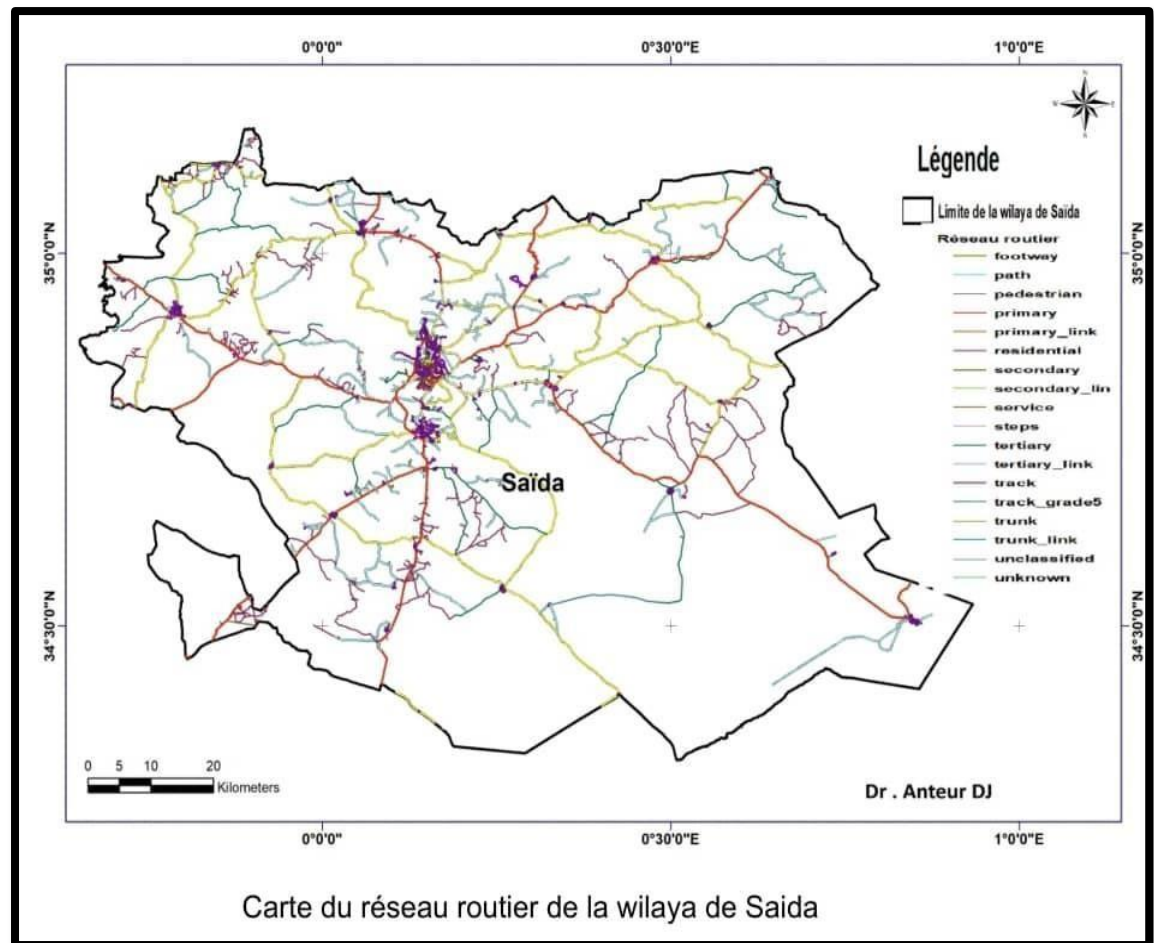 0°0'0"
0°30'0"E
1°0'0"E
N
W
E
S
Légende
Limite de la wilaya de Saïda
Réseau routier
footway
path
pedestrian
primary
primary_link
residential
secondary
secondary_lin
service
steps
tertiary
tertiary_link
track
track_grade5
trunk
trunk_link
unclassified
unknown
35°0'0"N
35°0'0"N
Saïda
34°30'0"N
34°30'0"N
0 5 10 20
Kilometers
Dr . Anteur DJ
0°0'0"
0°30'0"E
1°0'0"E
Carte du réseau routier de la wilaya de Saida